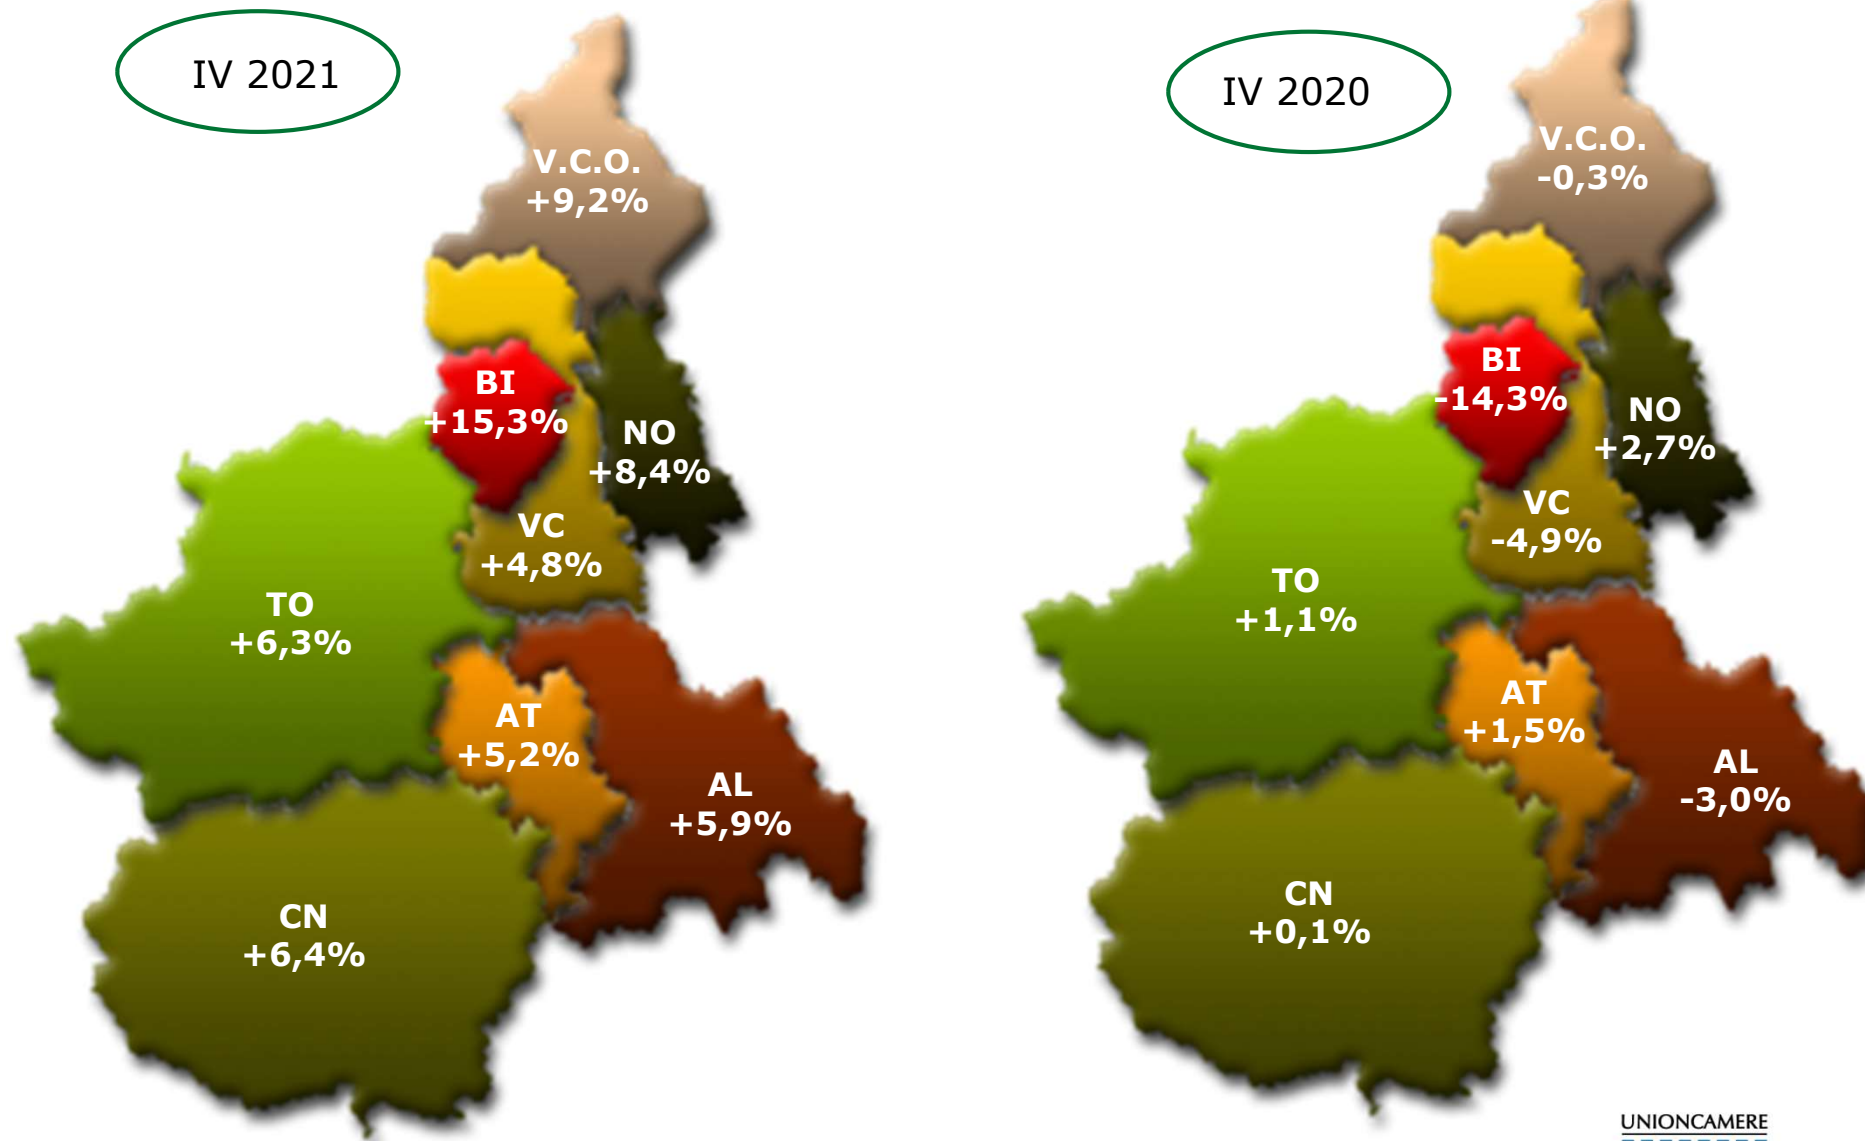 IV 2021
V.C.O.
+9,2%
BI
+15,3%
NO
+8,4%
VC
+4,8%
TO
+6,3%
AT
+5,2%
AL
+5,9%
CN
+6,4%
IV 2020
V.C.O.
-0,3%
BI
-14,3%
NO
+2,7%
VC
-4,9%
TO
+1,1%
AT
+1,5%
AL
-3,0%
CN
+0,1%
UNIONCAMERE